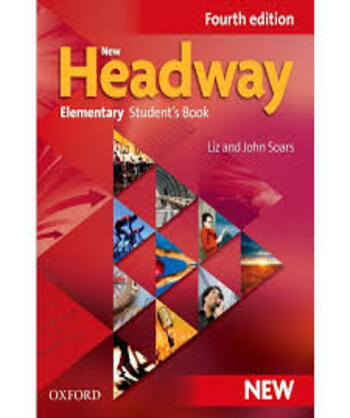 Fourth edition
New
Headway
Elementary Student's Book
Liz and John Soars
OXFORD
NEW